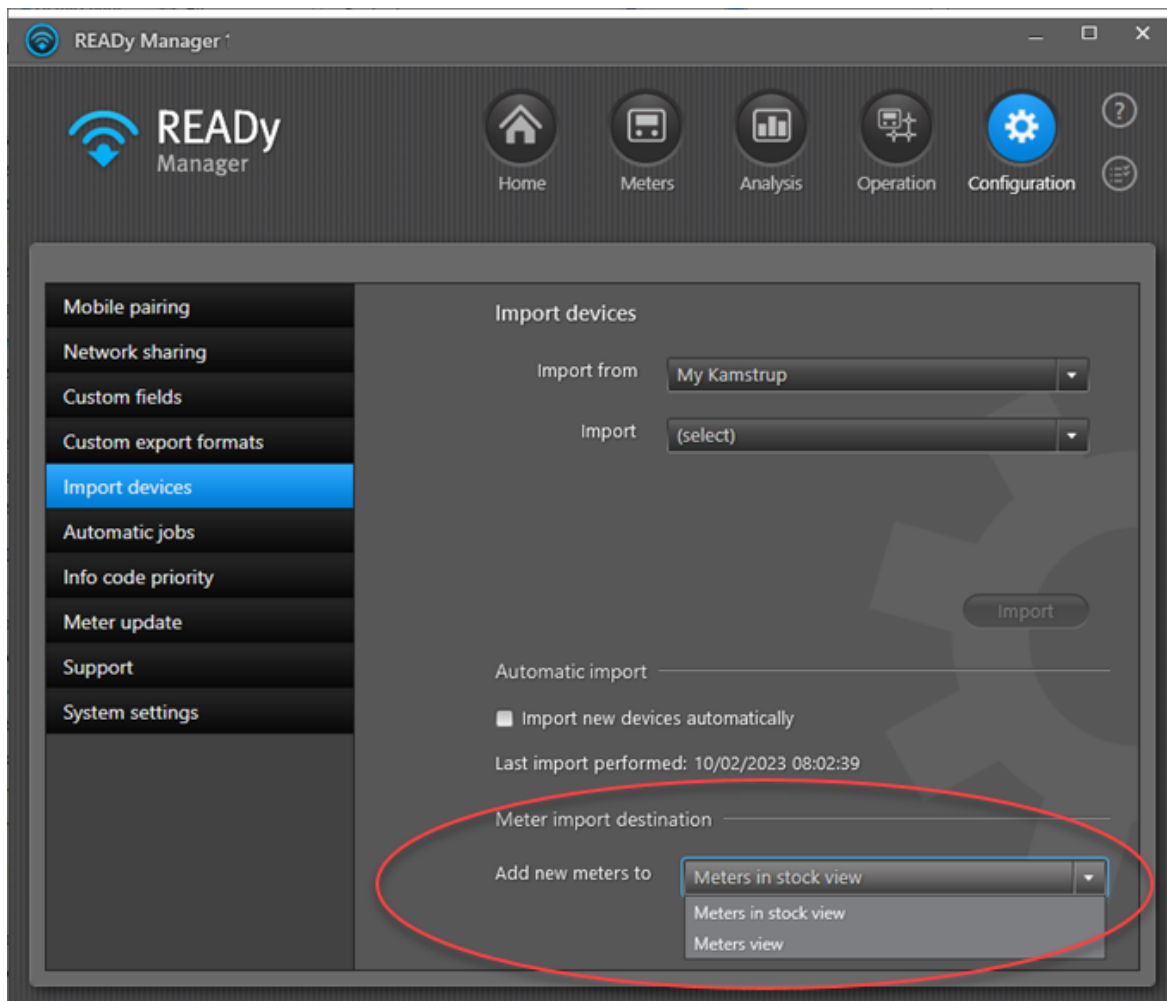 READy Manager
READy
Manager
Home
Meters
Analysis
Operation
Configuration
?
Mobile pairing
Network sharing
Custom fields
Custom export formats
Import devices
Automatic jobs
Info code priority
Meter update
Support
System settings
Import devices
Import from My Kamstrup
Import (select)
Import
Automatic import
Import new devices automatically
Last import performed: 10/02/2023 08:02:39
Meter import destination
Add new meters to Meters in stock view
Meters in stock view
Meters view